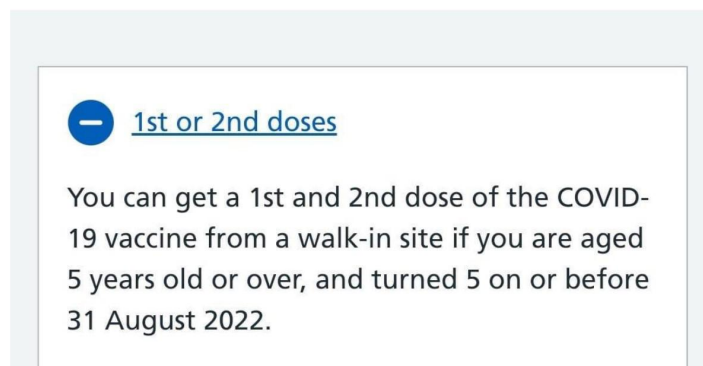 1st or 2nd doses
You can get a 1st and 2nd dose of the COVID-
19 vaccine from a walk-in site if you are aged
5 years old or over, and turned 5 on or before
31 August 2022.